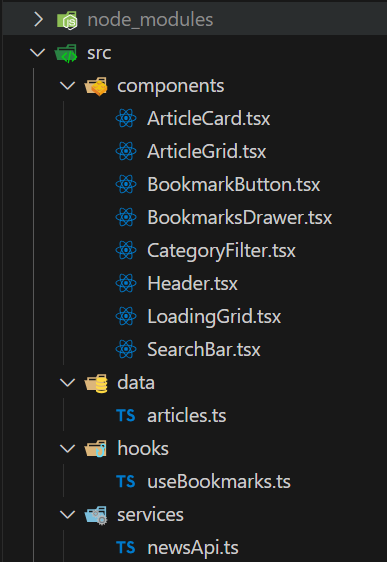 node_modules
src
components
ArticleCard.tsx
ArticleGrid.tsx
BookmarkButton.tsx
BookmarksDrawer.tsx
CategoryFilter.tsx
Header.tsx
LoadingGrid.tsx
SearchBar.tsx
data
TS articles.ts
hooks
TS useBookmarks.ts
services
TS newsApi.ts